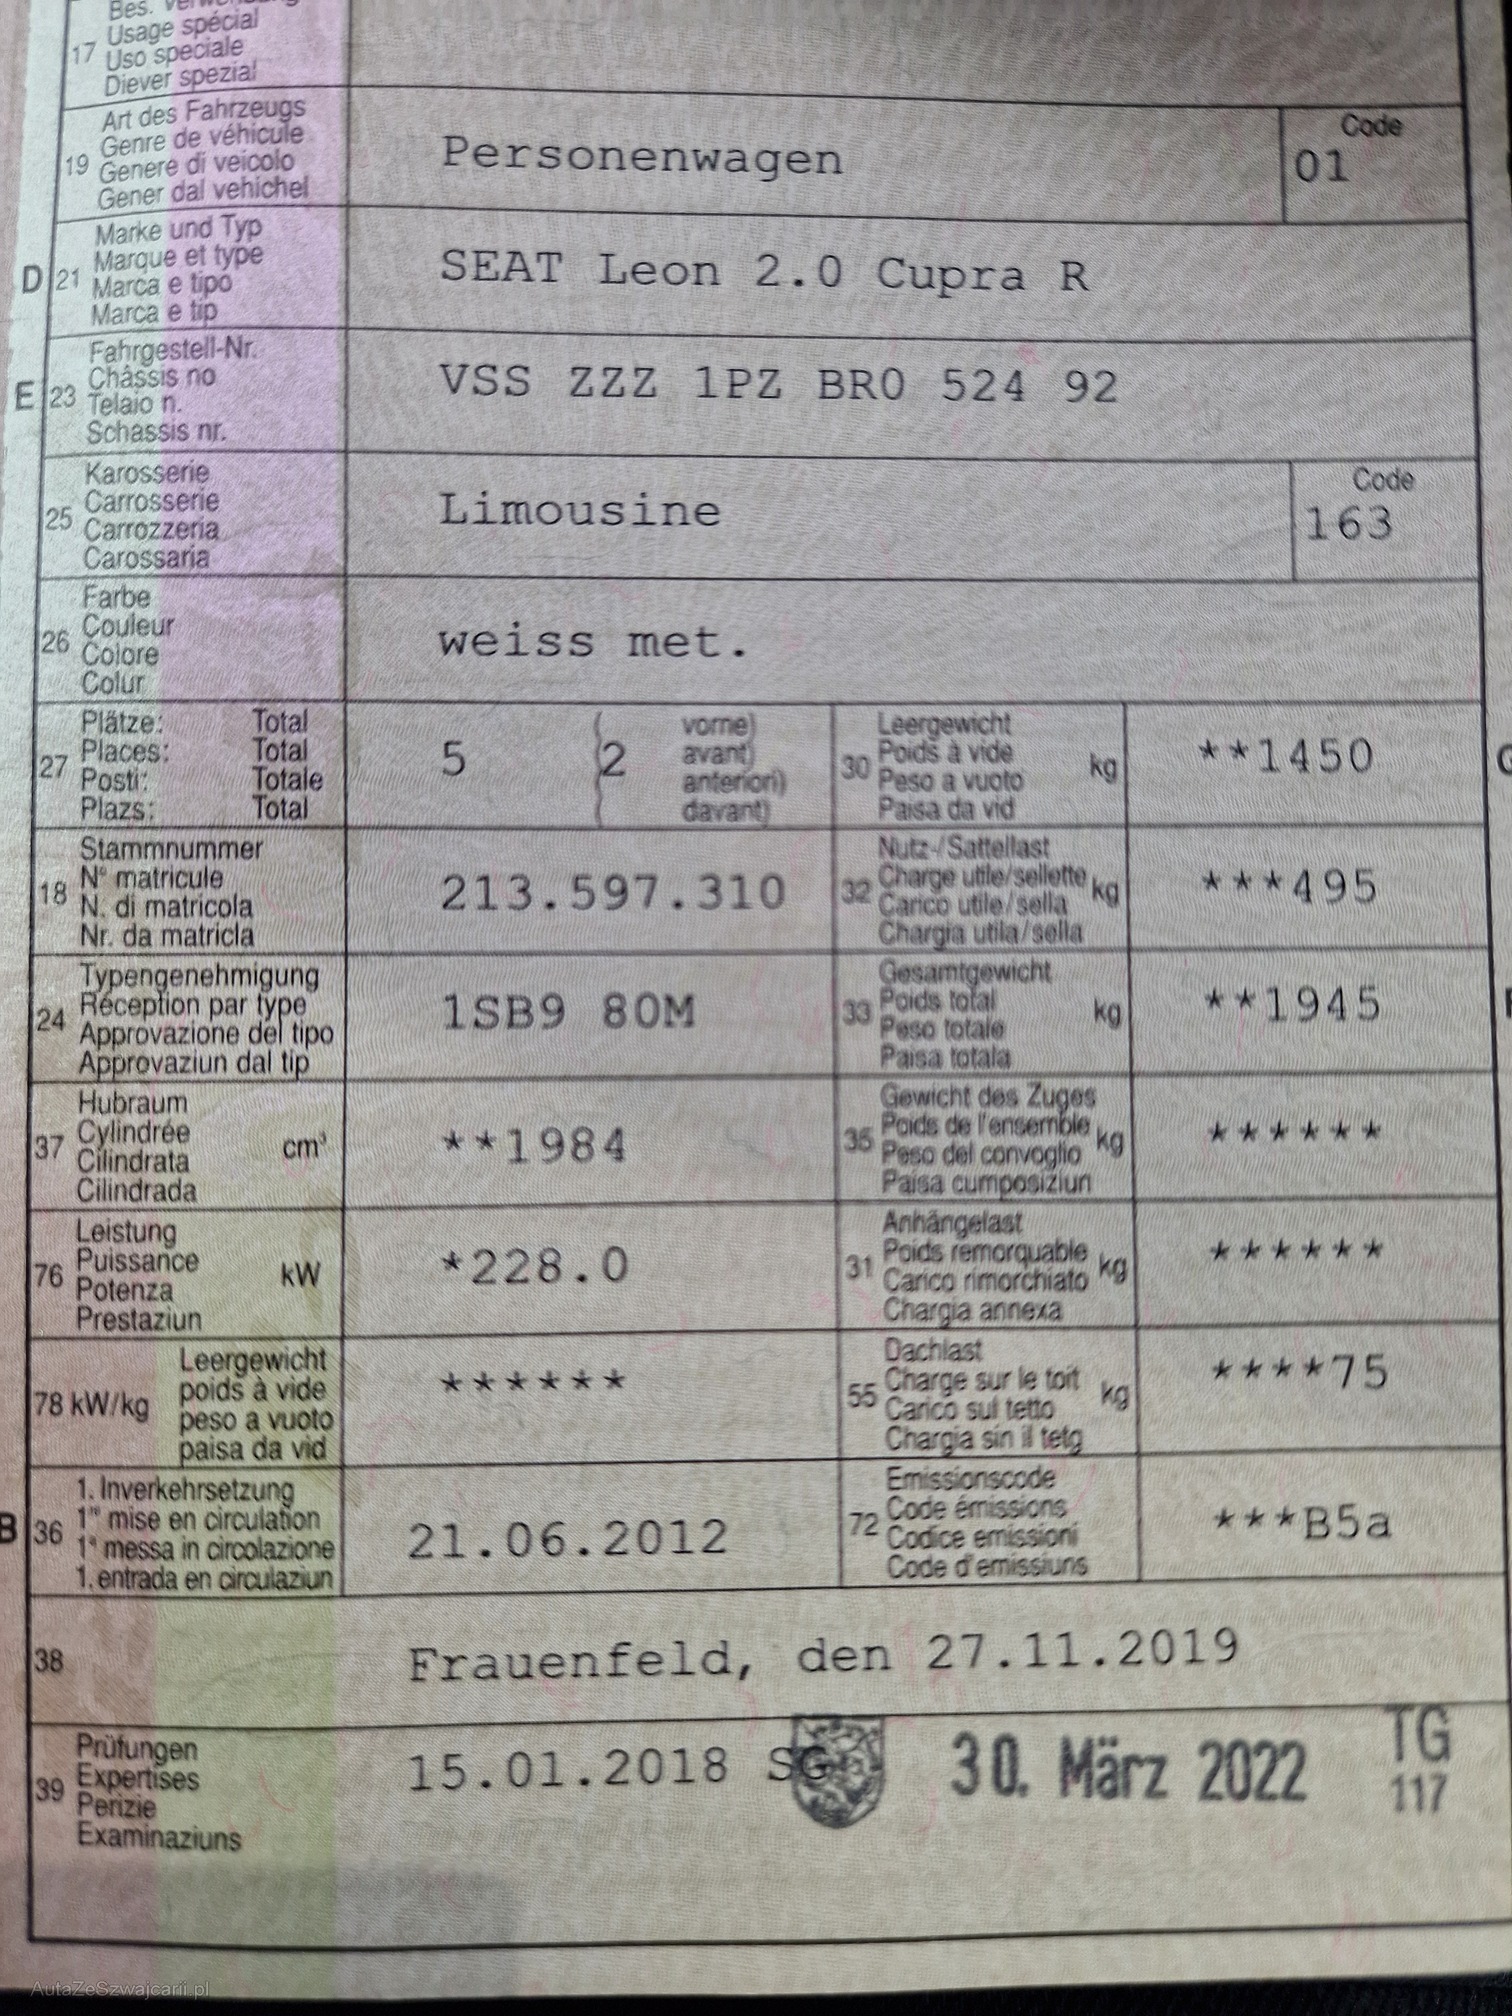 Bes. Verwendung
17 Usage spécial
Uso speciale
Diever spezial
Art des Fahrzeugs
19 Genre de véhicule
Genere di veicolo
Gener dal vehichel
Personenwagen
Code
01
D 21 Marke und Typ
Marque et type
Marca e tipo
Marca e tip
SEAT Leon 2.0 Cupra R
E 23 Fahrgestell-Nr.
Châssis no
Telaio n.
Schassis nr.
VSS ZZZ 1PZ BR0 524 92
25 Karosserie
Carrosserie
Carrozzeria
Carossaria
Limousine
Code
163
26 Farbe
Couleur
Colore
Colur
weiss met.
27 Plätze: Total
Places: Total
Posti: Totale
Plazs: Total
5 (2 vorne)
avant)
anteriori)
davant)
30 Leergewicht
Poids à vide kg
Peso a vuoto
Paisa da vid
**1450
18 Stammnummer
N° matricule
N. di matricola
Nr. da matricla
213.597.310
32 Nutz-/Sattellast
Charge utile/sellette kg
Carico utile/sella
Chargia utila/sella
***495
24 Typengenehmigung
Réception par type
Approvazione del tipo
Approvaziun dal tip
1SB9 80M
33 Gesamtgewicht
Poids total kg
Peso totale
Paisa totala
**1945
37 Hubraum
Cylindrée cm³
Cilindrata
Cilindrada
**1984
35 Gewicht des Zuges
Poids de l'ensemble kg
Peso del convoglio
Paisa cumposiziun
******
76 Leistung
Puissance kW
Potenza
Prestaziun
*228.0
31 Anhängelast
Poids remorquable kg
Carico rimorchiato
Chargia annexa
******
78 kW/kg Leergewicht
poids à vide
peso a vuoto
paisa da vid
******
55 Dachlast
Charge sur le toit kg
Carico sul tetto
Chargia sin il tetg
****75
B 36 1. Inverkehrsetzung
1re mise en circulation
1a messa in circolazione
1. entrada en circulaziun
21.06.2012
72 Emissionscode
Code émissions
Codice emissioni
Code d'emissiuns
***B5a
38
Frauenfeld, den 27.11.2019
39 Prüfungen
Expertises
Perizie
Examinaziuns
15.01.2018 SG
30. März 2022
TG
117
AutaZeSzwajcarii.pl